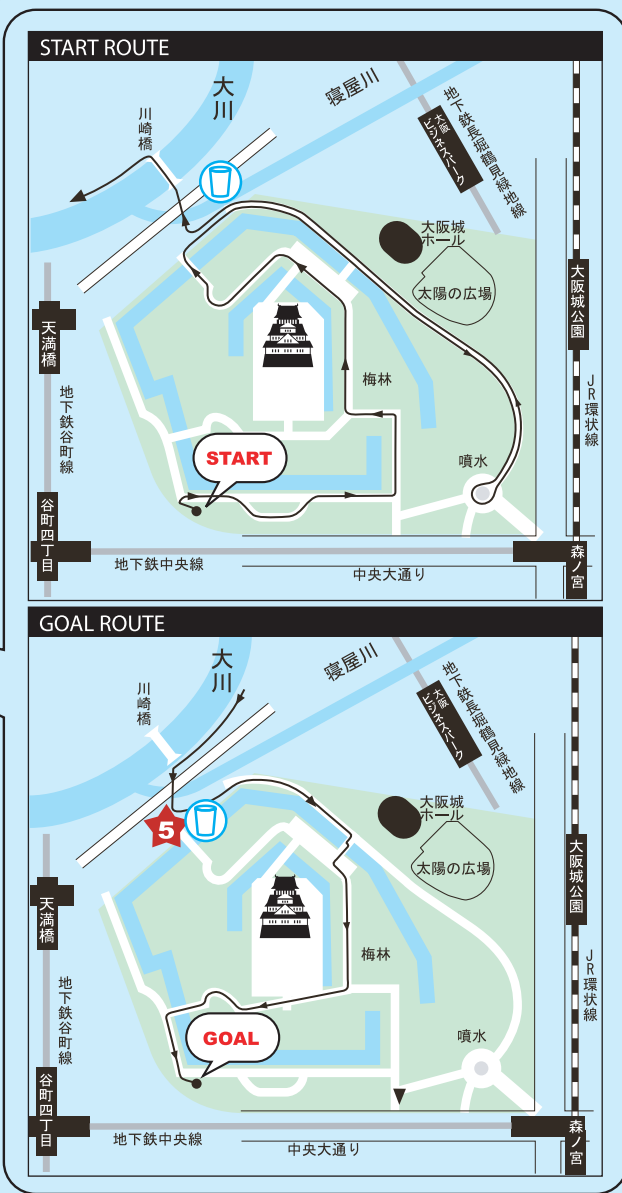 START ROUTE
大川
寝屋川
川崎橋
大阪ビジネスパーク
地下鉄長堀鶴見緑地線
大阪城
ホール
太陽の広場
大阪城公園
天満橋
梅林
JR環状線
地下鉄谷町線
START
噴水
谷町四丁目
地下鉄中央線
中央大通り
森ノ宮
GOAL ROUTE
大川
寝屋川
川崎橋
大阪ビジネスパーク
地下鉄長堀鶴見緑地線
大阪城
ホール
5
太陽の広場
大阪城公園
天満橋
梅林
JR環状線
地下鉄谷町線
GOAL
噴水
谷町四丁目
地下鉄中央線
中央大通り
森ノ宮